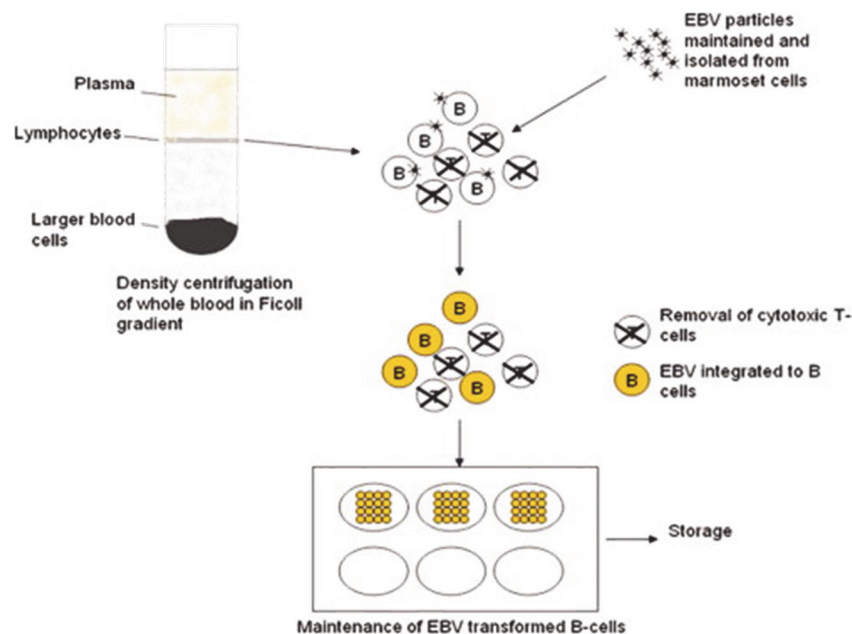 EBV particles
maintained and
isolated from
marmoset cells
Plasma
Lymphocytes
Larger blood
cells
Density centrifugation
of whole blood in Ficoll
gradient
B
B
T
B
T
B
T
T
B
B
T
B
T
B
T
T
T
Removal of cytotoxic T-
cells
B
EBV integrated to B
cells
Storage
Maintenance of EBV transformed B-cells